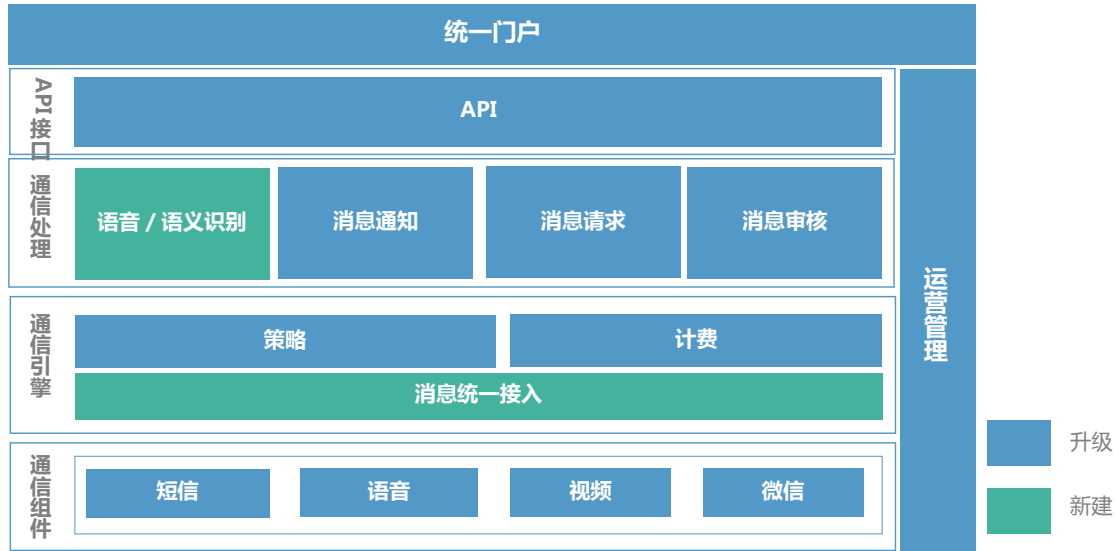 统一门户
API接口
API
通信处理
语音 / 语义识别
消息通知
消息请求
消息审核
运营管理
通信引擎
策略
计费
消息统一接入
通信组件
短信
语音
视频
微信
升级
新建